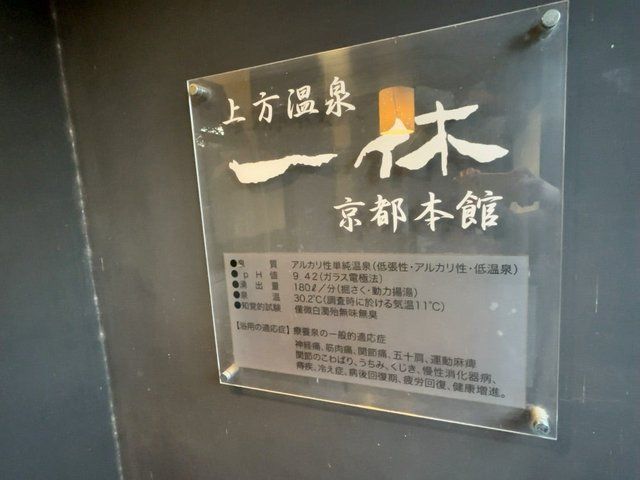 上方温泉
一休
京都本館
●泉　質　アルカリ性単純温泉(低張性・アルカリ性・低温泉)
●pH値　9.42(ガラス電極法)
●湧出量　180ℓ/分(掘さく・動力揚湯)
●泉　温　30.2℃(調査時に於ける気温11℃)
●知覚的試験　僅微白濁殆無味無臭
【浴用の適応症】療養泉の一般的適応症
神経痛、筋肉痛、関節痛、五十肩、運動麻痺
関節のこわばり、うちみ、くじき、慢性消化器病、
痔疾、冷え症、病後回復期、疲労回復、健康増進。